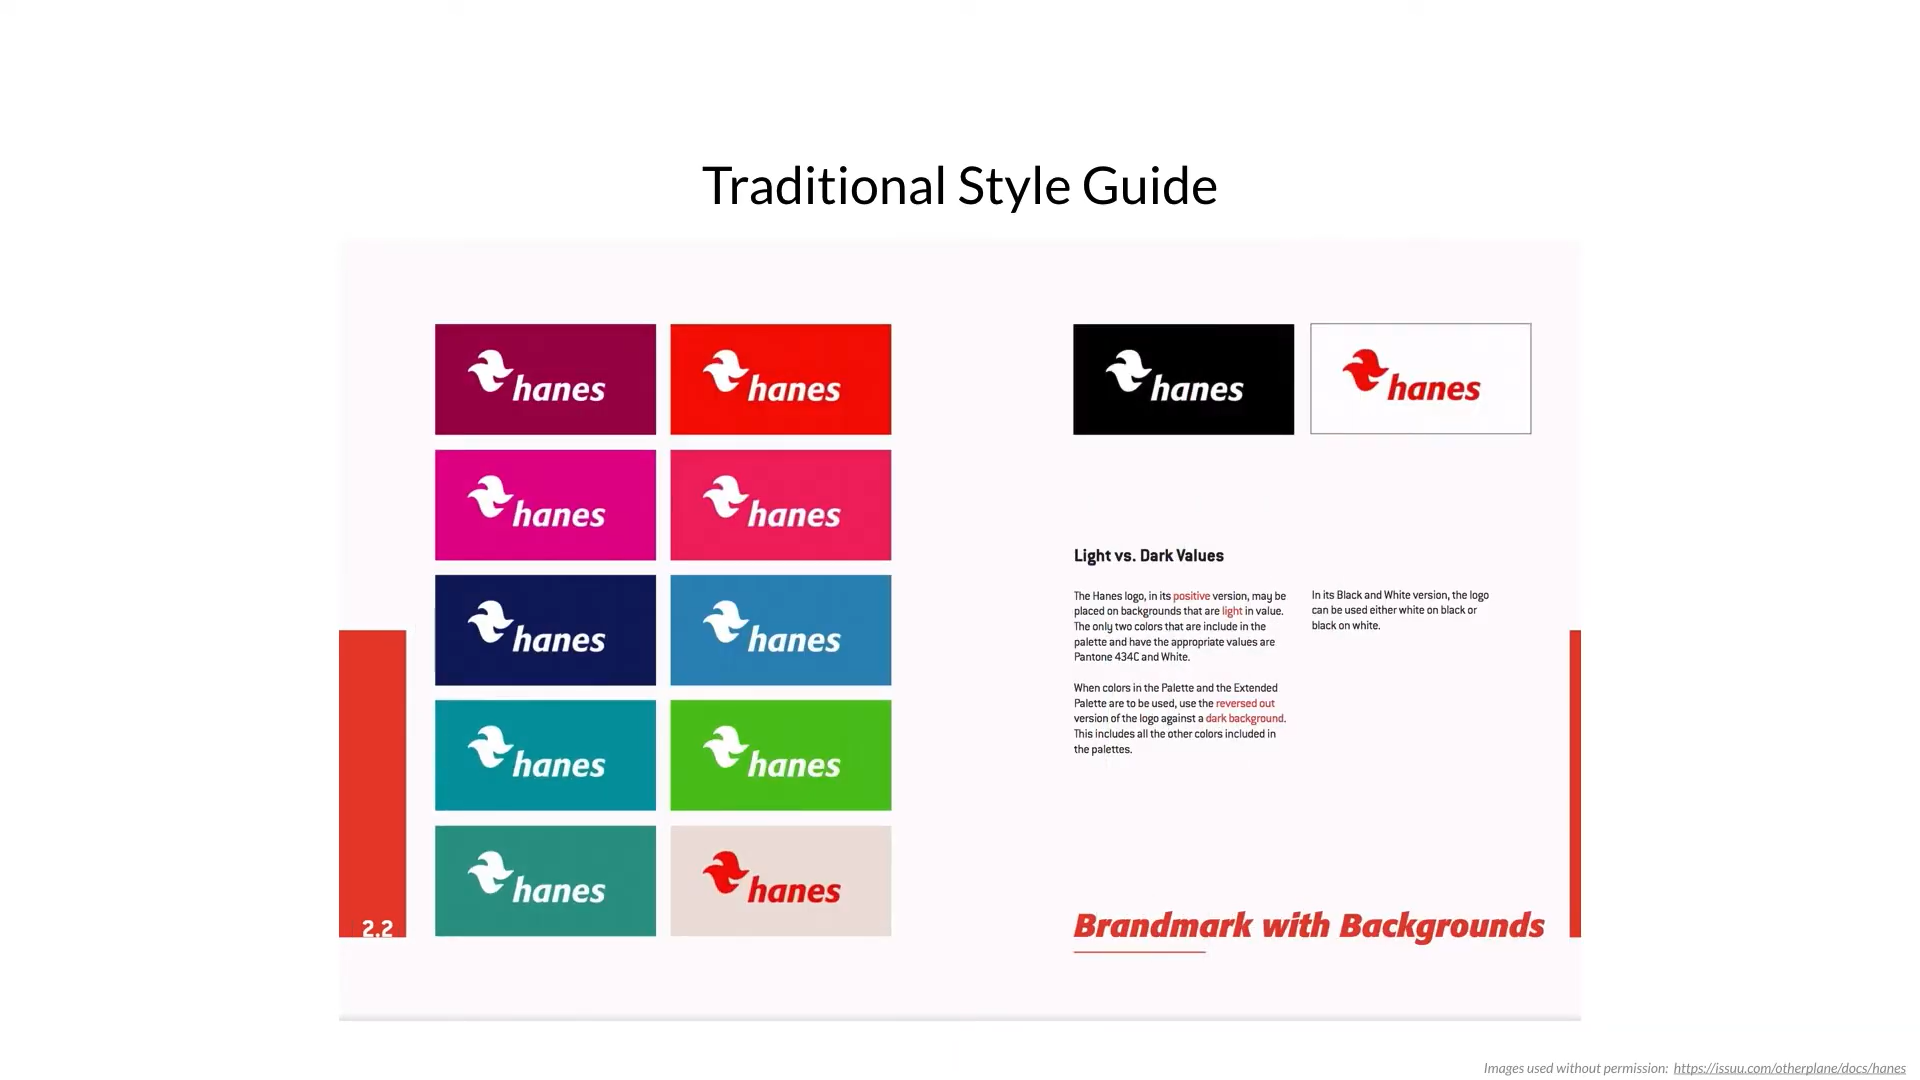 Traditional Style Guide
hanes
hanes
hanes
hanes
hanes
hanes
hanes
hanes
hanes
hanes
2.2
hanes
hanes
Light vs. Dark Values
The Hanes logo, in its positive version, may be
placed on backgrounds that are light in value.
The only two colors that are include in the
palette and have the appropriate values are
Pantone 434C and White.
When colors in the Palette and the Extended
Palette are to be used, use the reversed out
version of the logo against a dark background.
This includes all the other colors included in
the palettes.
In its Black and White version, the logo
can be used either white on black or
black on white.
Brandmark with Backgrounds
Images used without permission: https://issuu.com/otherplane/docs/hanes